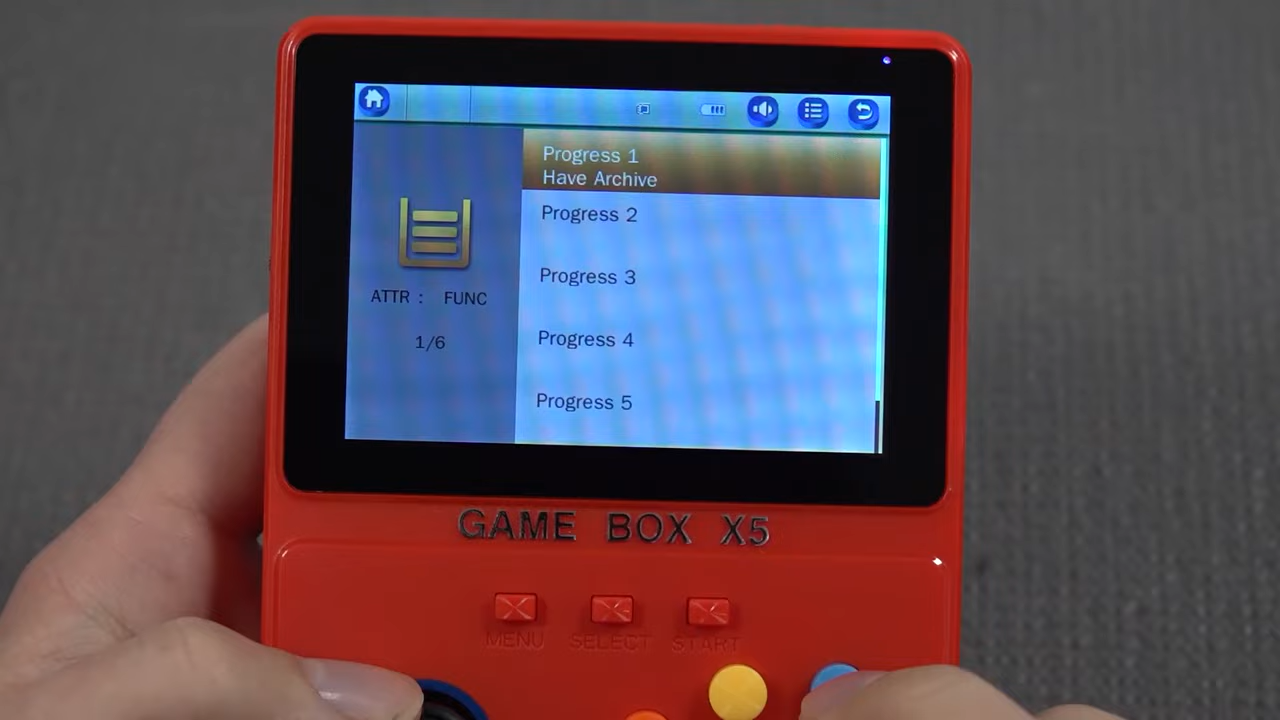 Progress 1
Have Archive
Progress 2
Progress 3
Progress 4
Progress 5
ATTR : FUNC
1/6
GAME BOX X5
MENU SELECT START